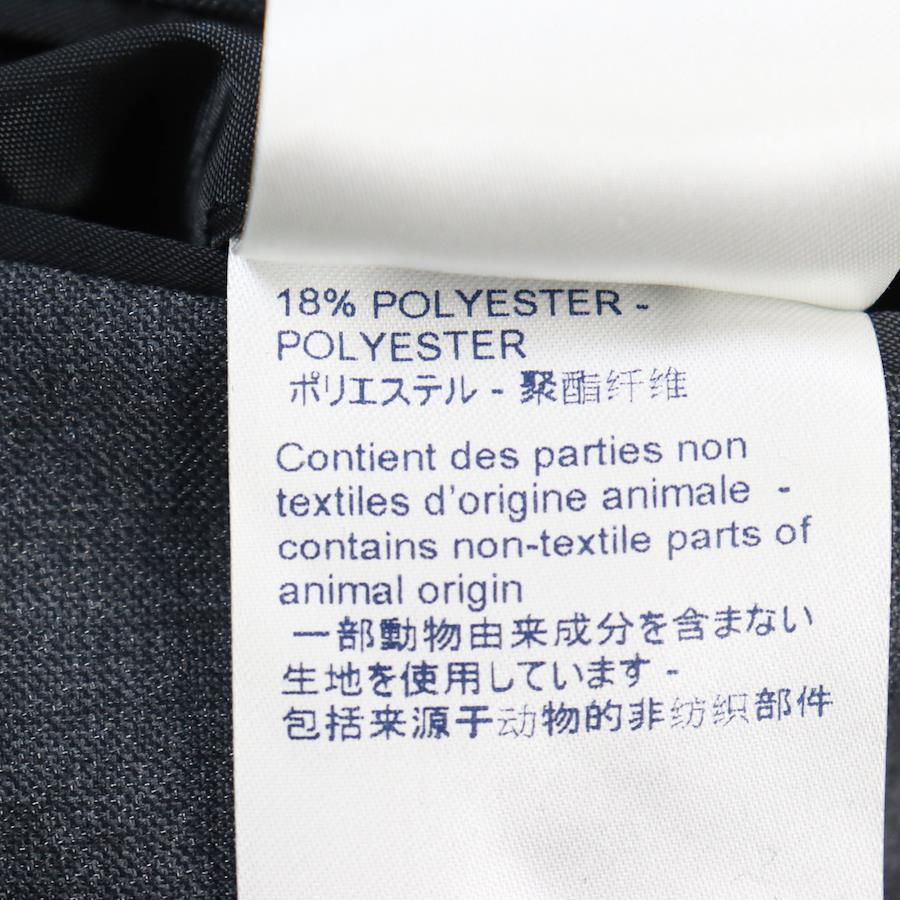 18% POLYESTER -
POLYESTER
ポリエステル - 聚酯纤维
Contient des parties non
textiles d'origine animale -
contains non-textile parts of
animal origin
一部動物由来成分を含まない
生地を使用しています -
包括来源于动物的非纺织部件